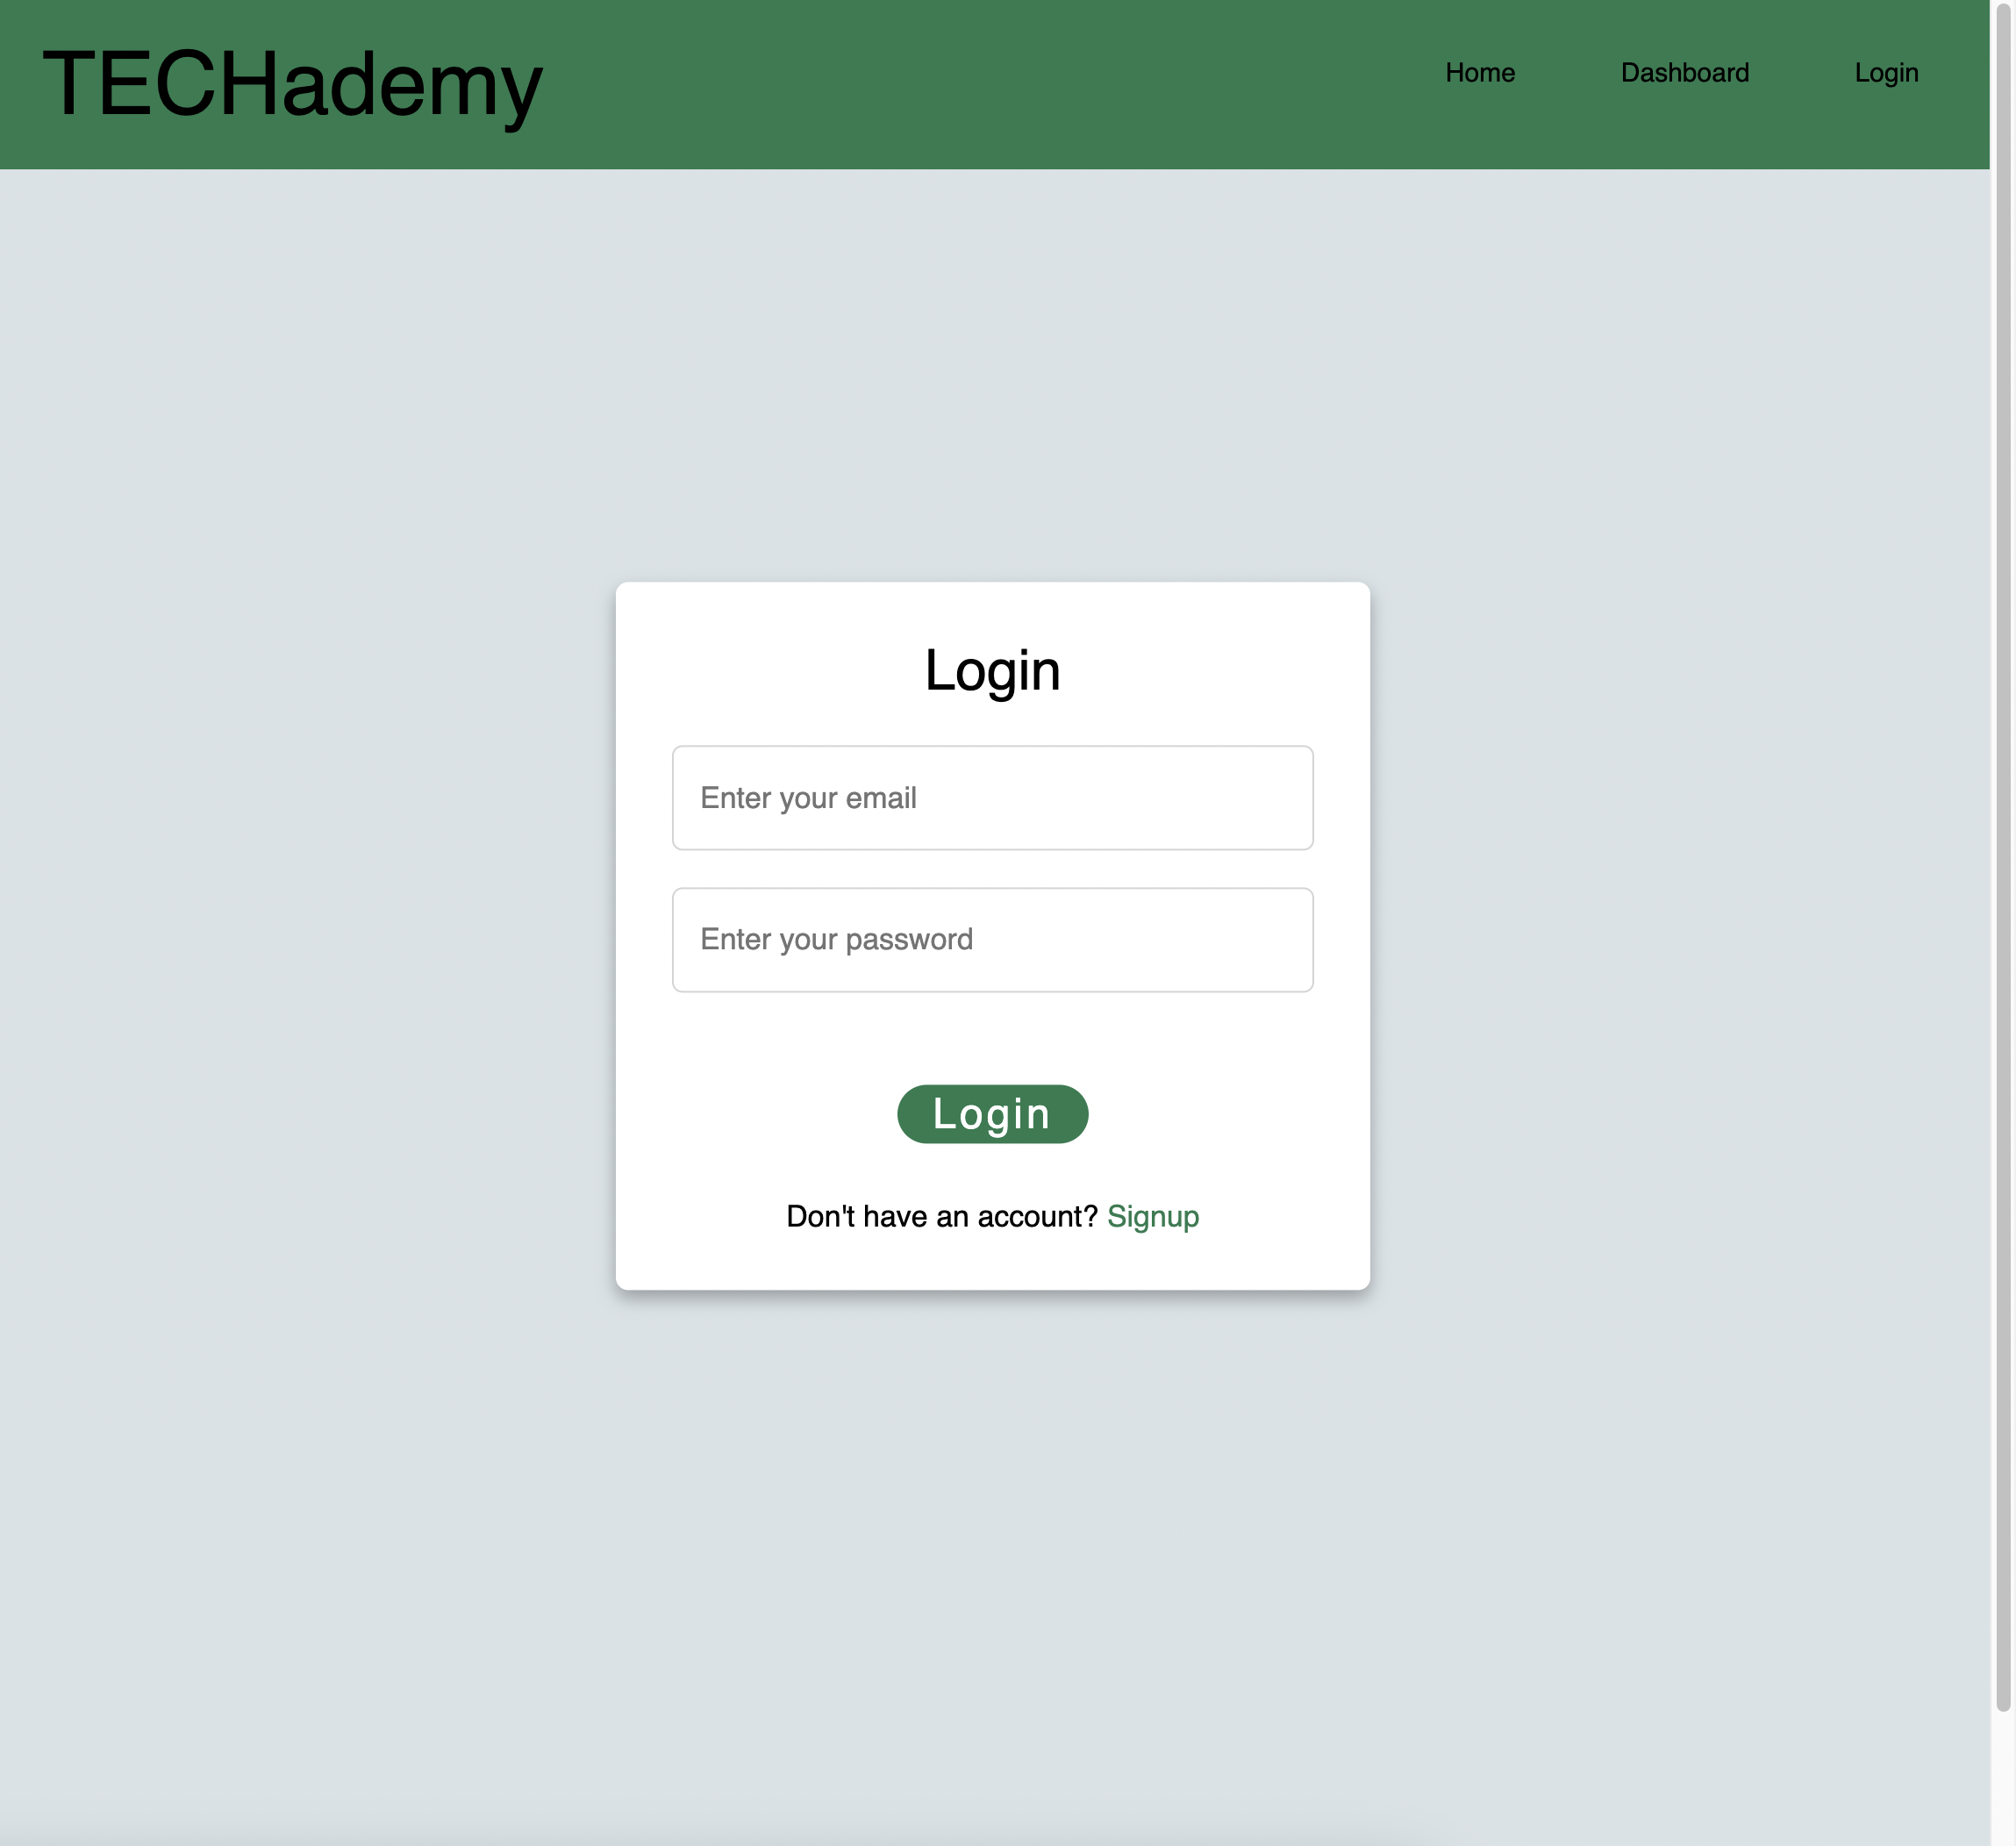 TECHademy
Home Dashboard Login
Login
Enter your email
Enter your password
Login
Don't have an account? Signup